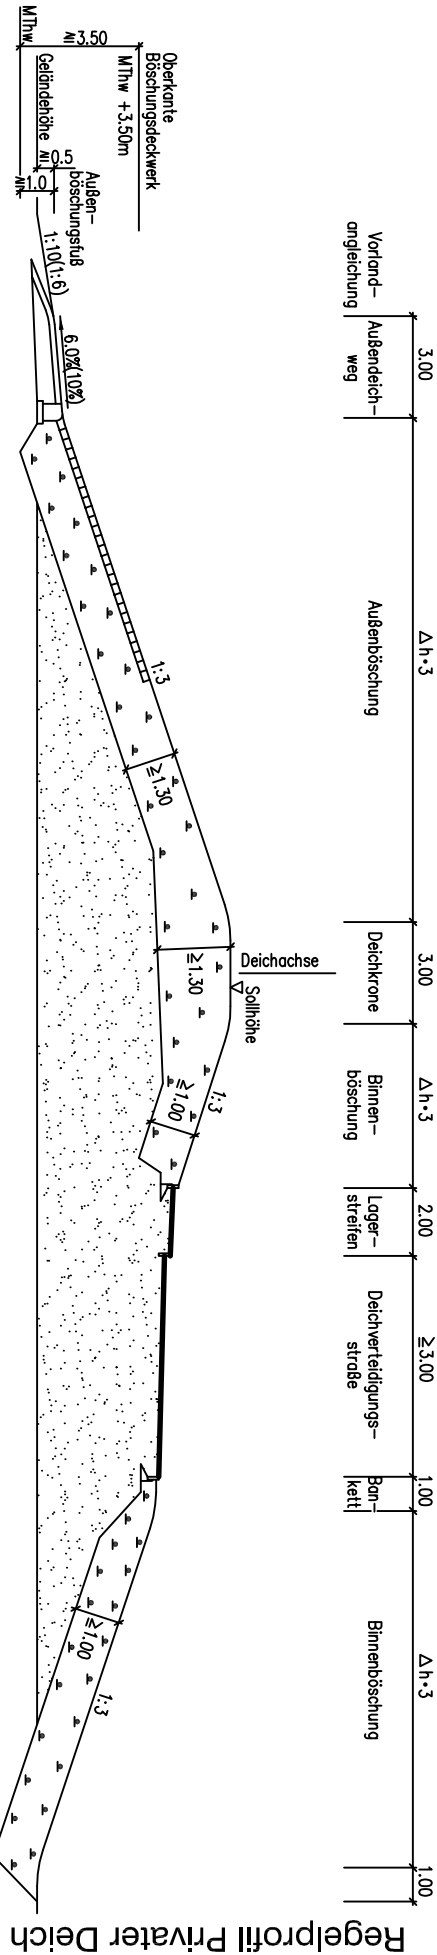 Regelprofil Privater Deich
3.00
Δh·3
3.00
Δh·3
2.00
≥3.00
1.00
Δh·3
1.00
Vorland-
angleichung
Außendeich-
weg
Außenböschung
Deichkrone
Binnen-
böschung
Lager-
streifen
Deichverteidigungs-
straße
Ban-
kett
Binnenböschung
Deichachse
Sollhöhe
Oberkante
Böschungsdeckwerk
MThw +3.50m
≥3.50
MThw
Außen-
böschungsfuß
Geländehöhe
≥0.5
≥1.0
1:10(1:6)
6.0%(10%)
1:3
≥1.30
≥1.30
1:3
≥1.00
≥1.00
1:3